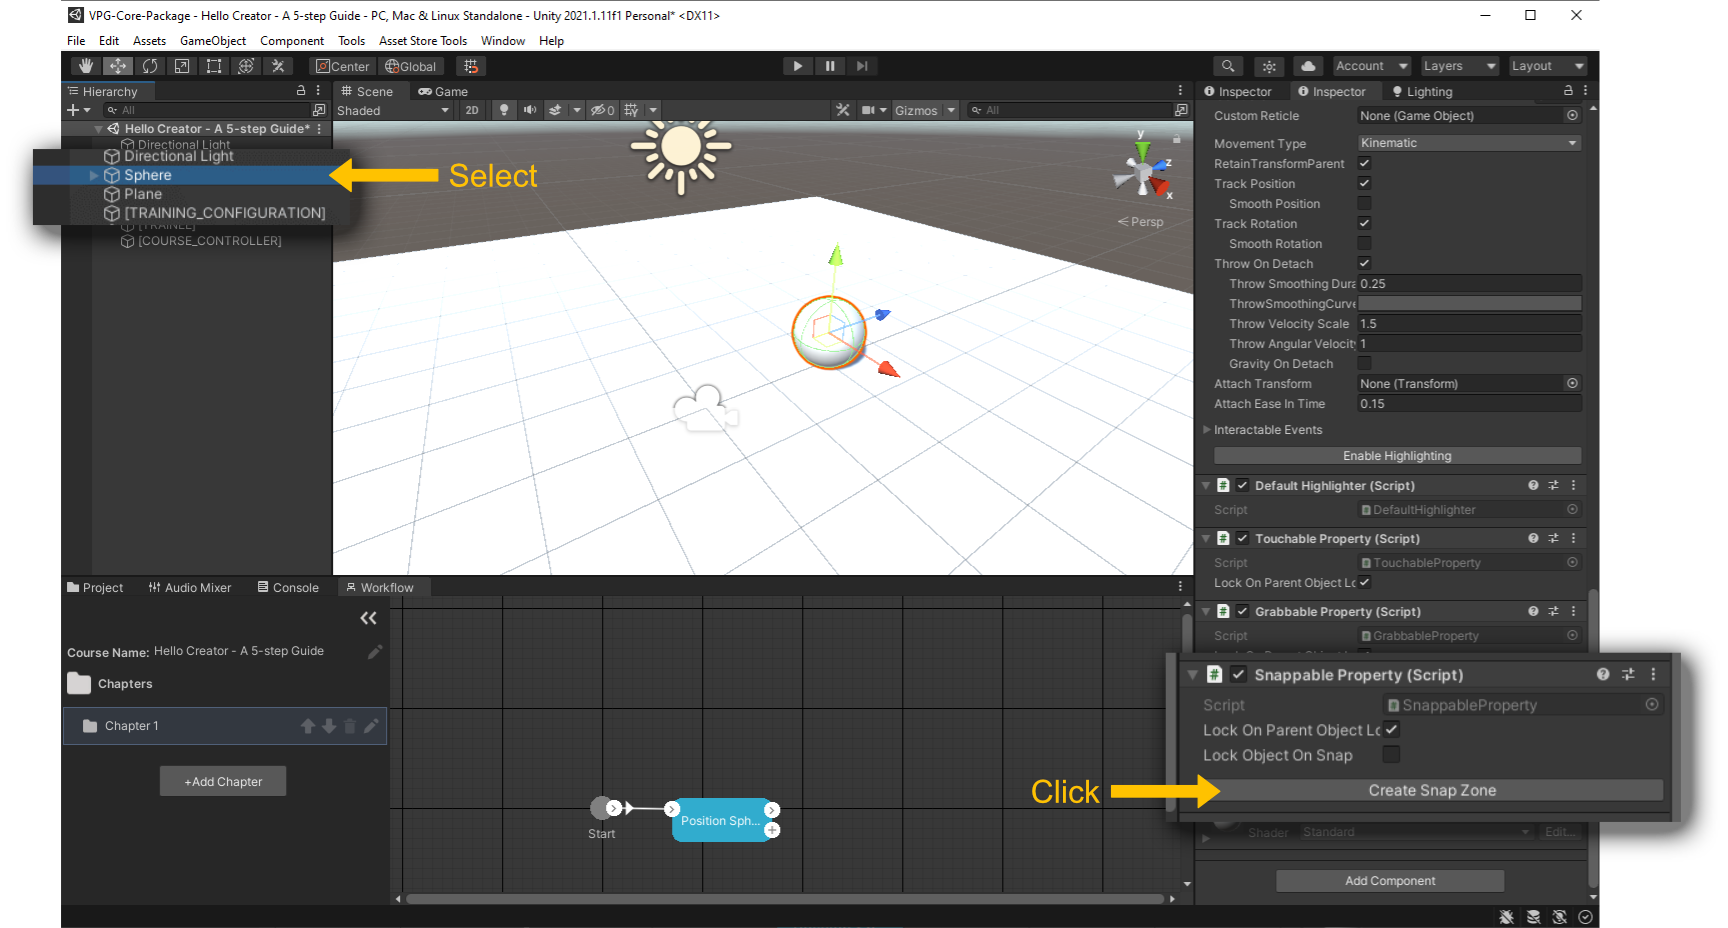 VPG-Core-Package - Hello Creator - A 5-step Guide - PC, Mac & Linux Standalone - Unity 2021.1.11f1 Personal* <DX11>
File Edit Assets GameObject Component Tools Asset Store Tools Window Help
Center Global Account Layers Layout
Hierarchy
All
Hello Creator - A 5-step Guide*
Directional Light
Directional Light
Sphere
Plane
[TRAINING_CONFIGURATION]
[TRAINEE]
[COURSE_CONTROLLER]
Select
Scene Game
Shaded 2D 0 Gizmos All
y
z
x
Persp
Inspector Inspector Lighting
Custom Reticle None (Game Object)
Movement Type Kinematic
RetainTransformParent
Track Position
Smooth Position
Track Rotation
Smooth Rotation
Throw On Detach
Throw Smoothing Dura 0.25
ThrowSmoothingCurve
Throw Velocity Scale 1.5
Throw Angular Velocity 1
Gravity On Detach
Attach Transform None (Transform)
Attach Ease In Time 0.15
Interactable Events
Enable Highlighting
# Default Highlighter (Script)
Script DefaultHighlighter
# Touchable Property (Script)
Script TouchableProperty
Lock On Parent Object Lo
# Grabbable Property (Script)
Script GrabbableProperty
# Snappable Property (Script)
Script SnappableProperty
Lock On Parent Object Lo
Lock Object On Snap
Click
Create Snap Zone
Shader Standard Edit...
Add Component
Project Audio Mixer Console Workflow
Course Name: Hello Creator - A 5-step Guide
Chapters
Chapter 1
+Add Chapter
Start
Position Sph...